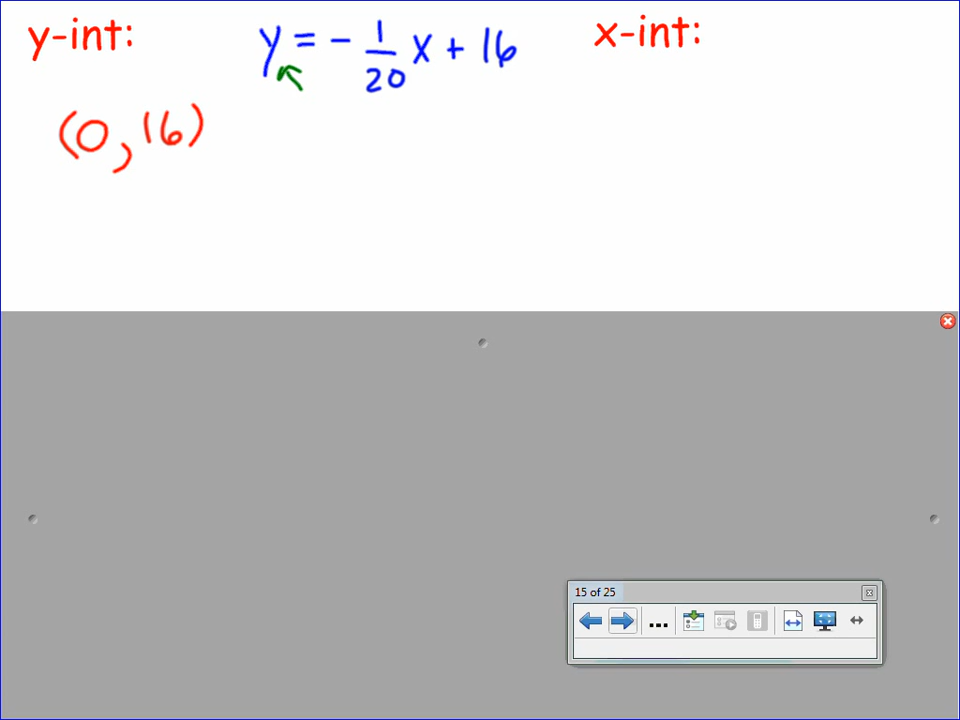 y-int:
y = - 1/20 x + 16
x-int:
(0, 16)
15 of 25
...